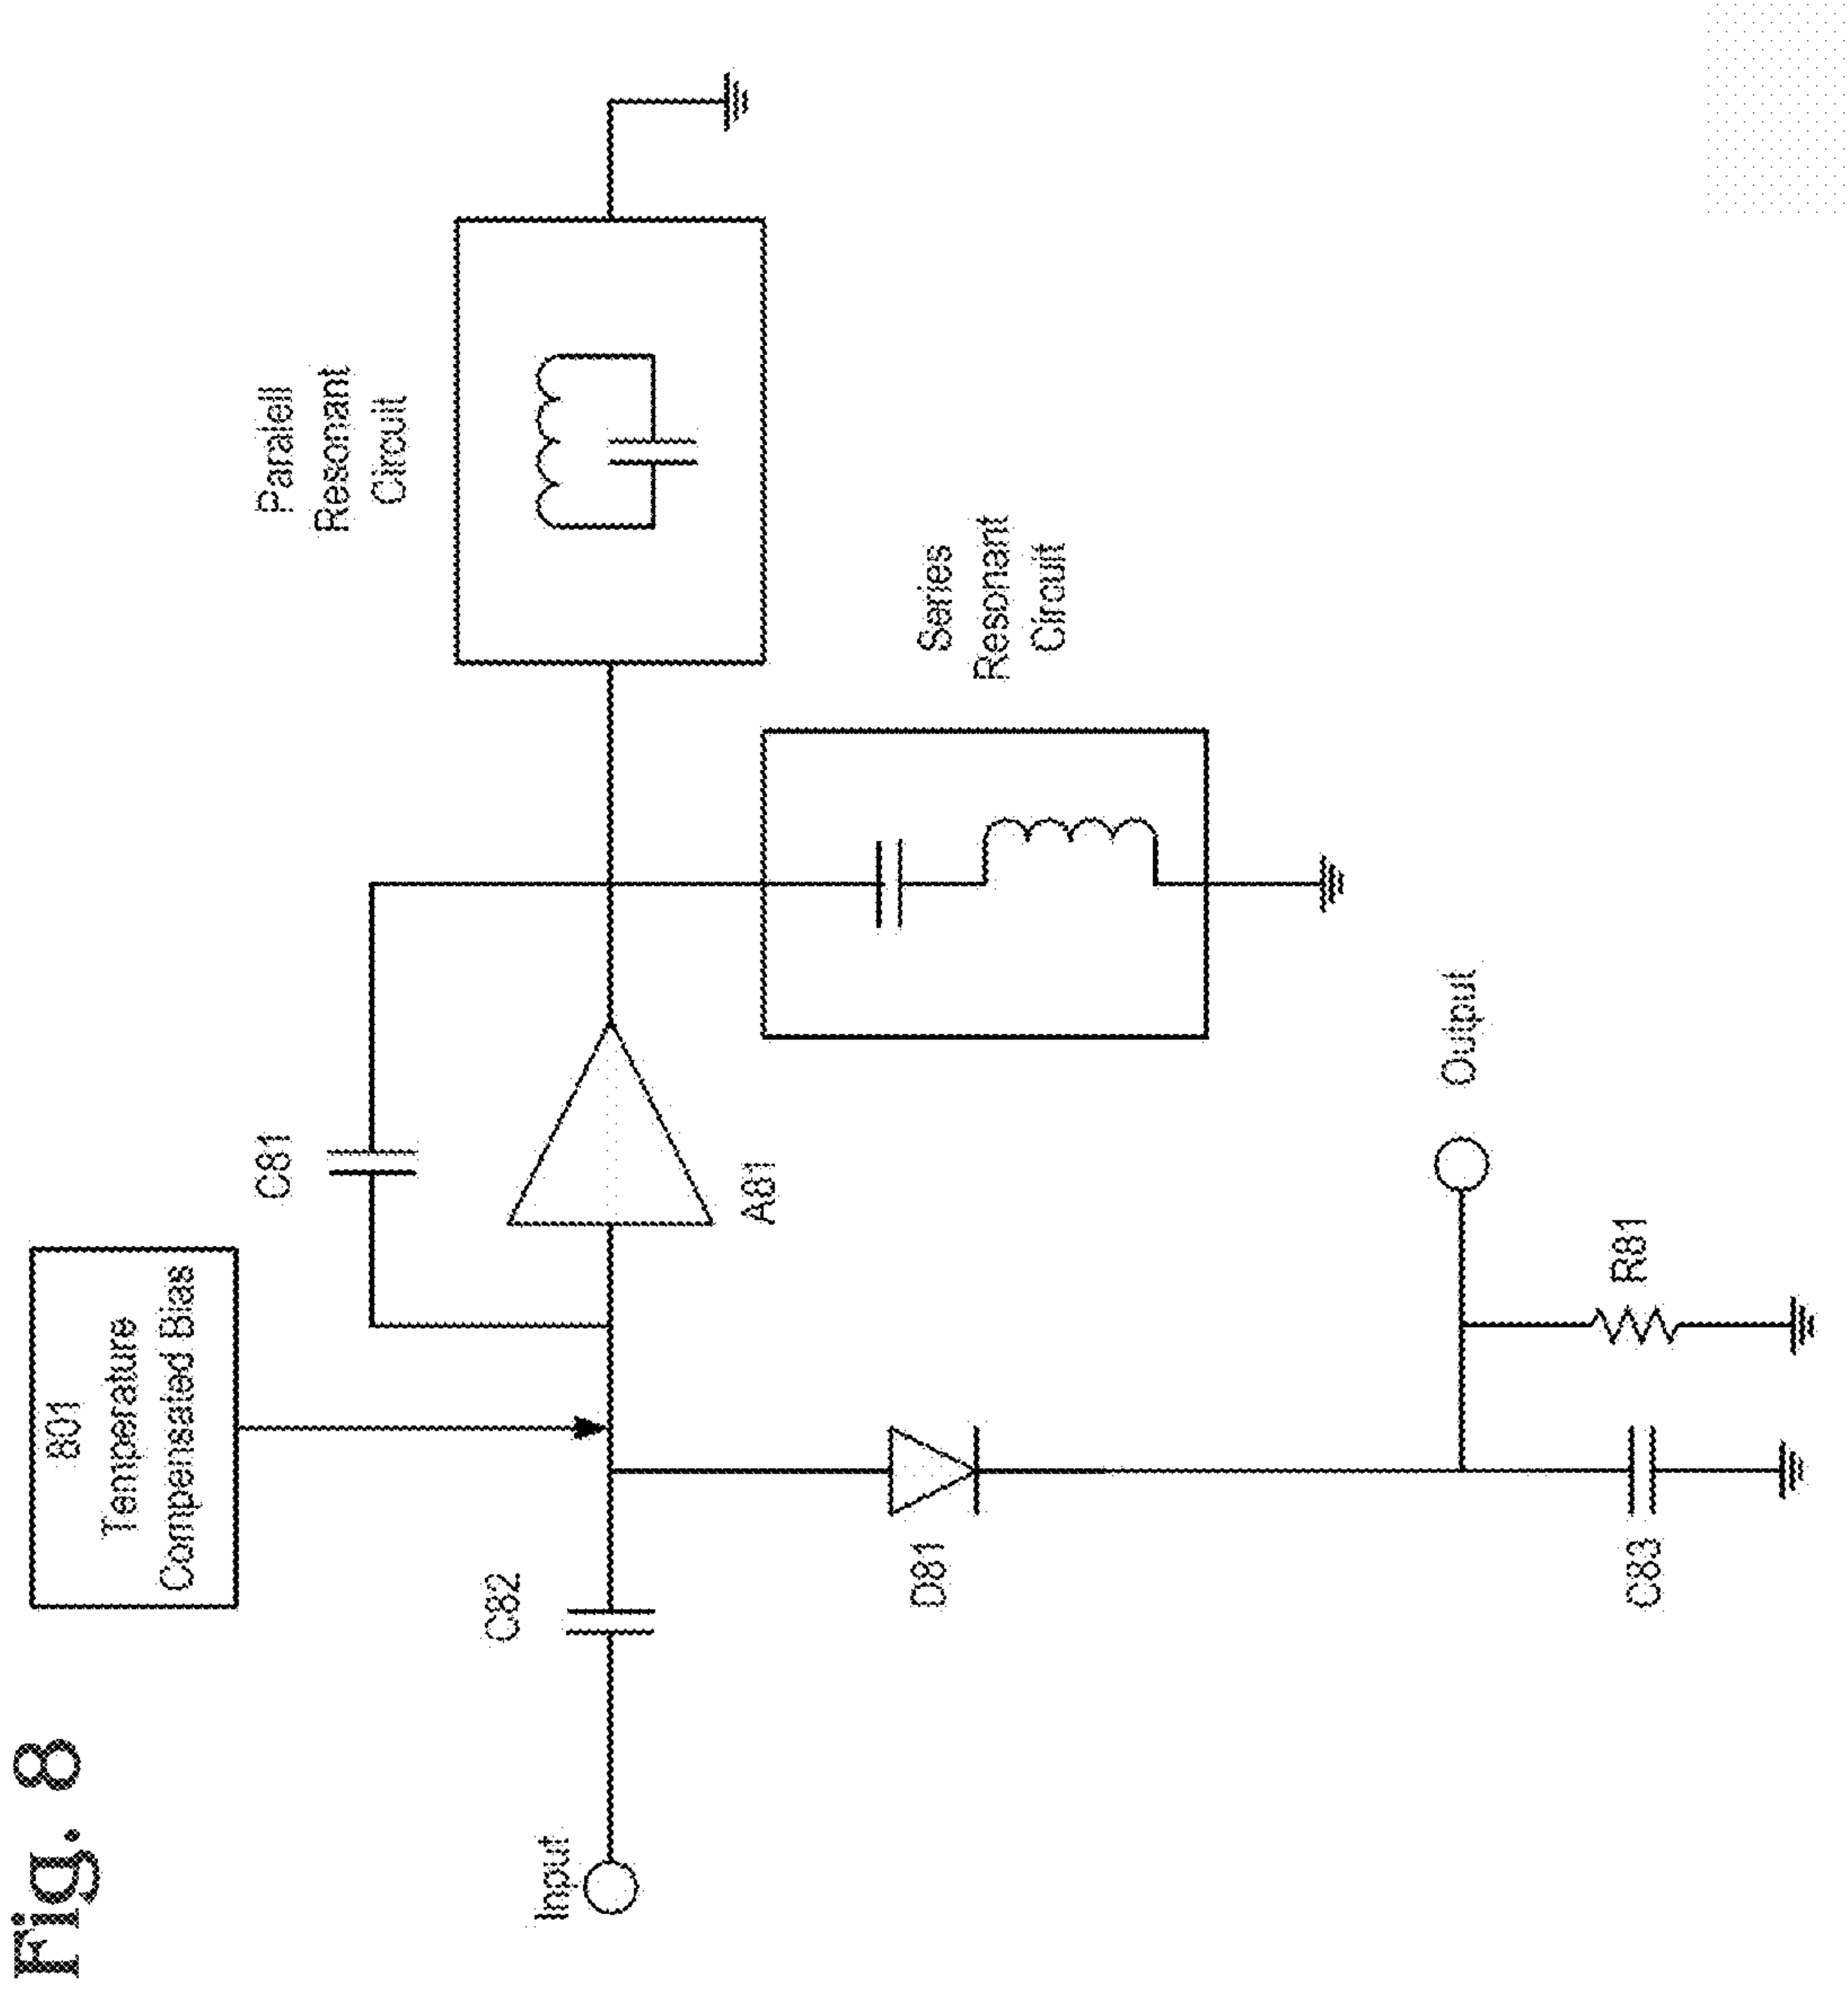 Fig. 8
801
Temperature
Compensated Bias
C81
Paralell
Resonant
Circuit
Input
C82
A81
Series
Resonant
Circuit
D81
Output
R81
C83